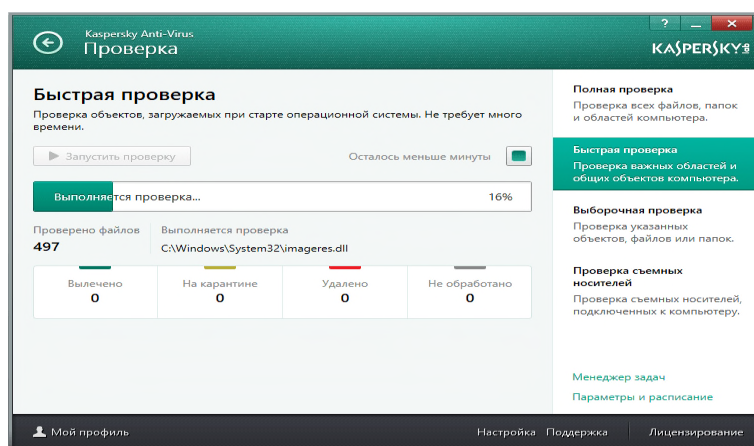 ?
Kaspersky Anti-Virus
Проверка
KASPERSKY
Быстрая проверка
Проверка объектов, загружаемых при старте операционной системы. Не требует много
времени.
Запустить проверку
Осталось меньше минуты
Выполняется проверка...
16%
Проверено файлов
497
Выполняется проверка
C:\Windows\System32\imageres.dll
Вылечено
0
На карантине
0
Удалено
0
Не обработано
0
Полная проверка
Проверка всех файлов, папок
и областей компьютера.
Быстрая проверка
Проверка важных областей и
общих объектов компьютера.
Выборочная проверка
Проверка указанных
объектов, файлов или папок.
Проверка съемных
носителей
Проверка съемных носителей,
подключенных к компьютеру.
Менеджер задач
Параметры и расписание
Мой профиль
Настройка
Поддержка
Лицензирование